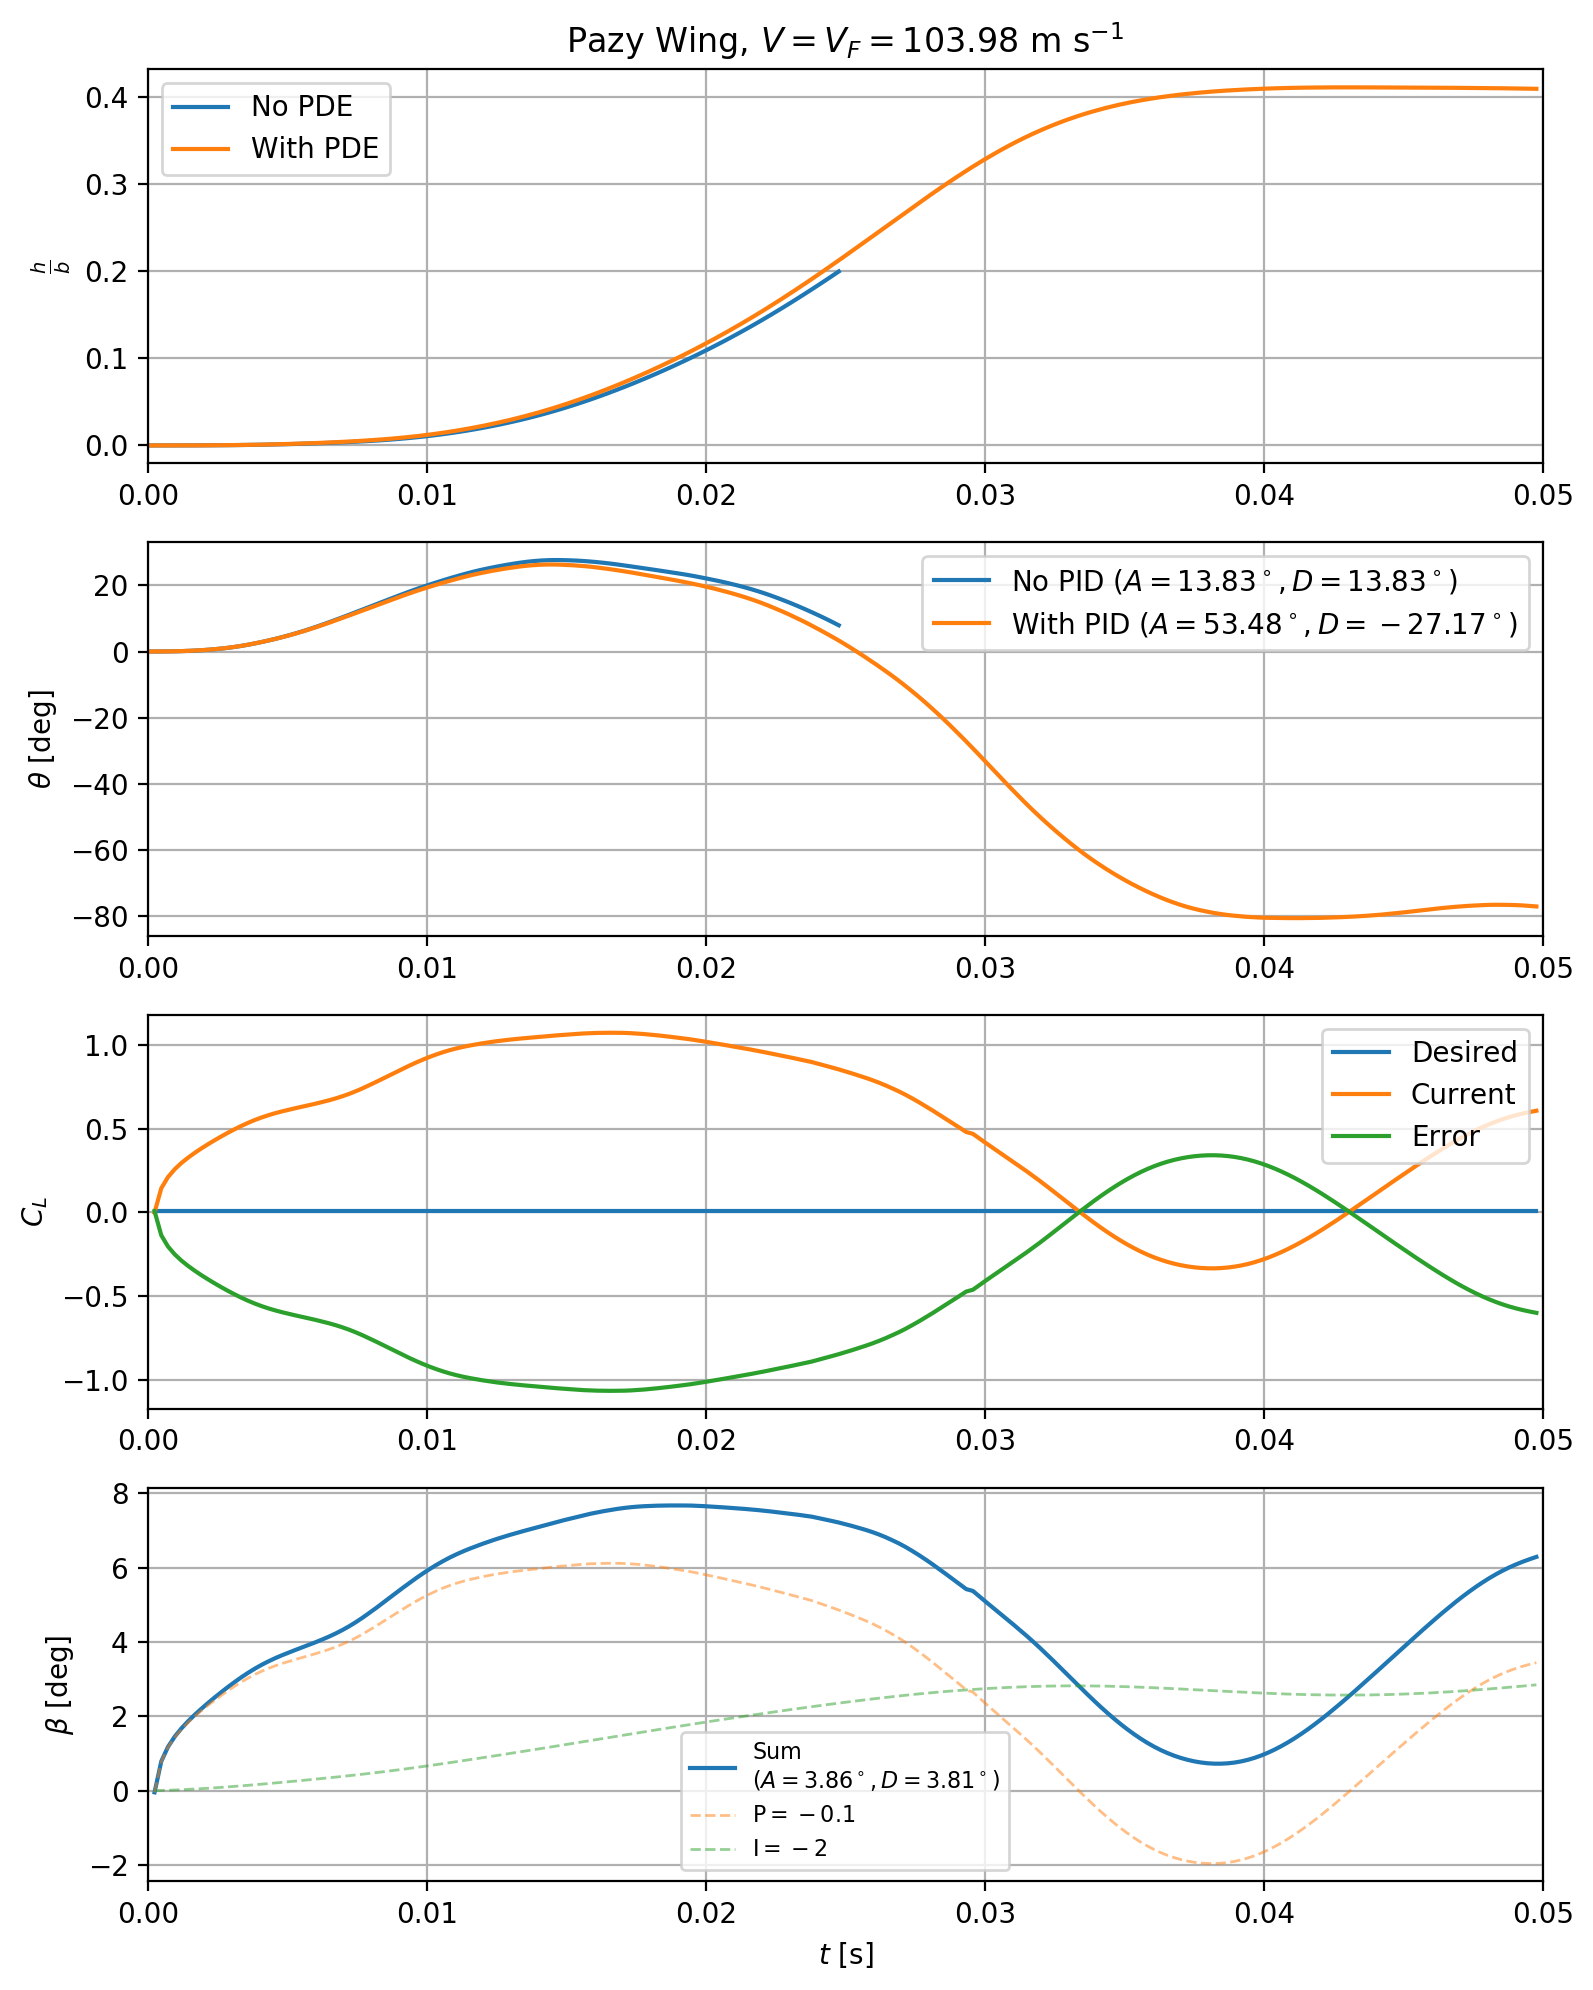 Pazy Wing, V = V_F = 103.98 m s⁻¹
0.4
0.3
0.2
0.1
0.0
h/b
No PDE
With PDE
0.00 0.01 0.02 0.03 0.04 0.05
20
0
−20
−40
−60
−80
θ [deg]
No PID (A = 13.83°, D = 13.83°)
With PID (A = 53.48°, D = −27.17°)
0.00 0.01 0.02 0.03 0.04 0.05
1.0
0.5
0.0
−0.5
−1.0
C_L
Desired
Current
Error
0.00 0.01 0.02 0.03 0.04 0.05
8
6
4
2
0
−2
β [deg]
Sum
(A = 3.86°, D = 3.81°)
P = −0.1
I = −2
0.00 0.01 0.02 0.03 0.04 0.05
t [s]